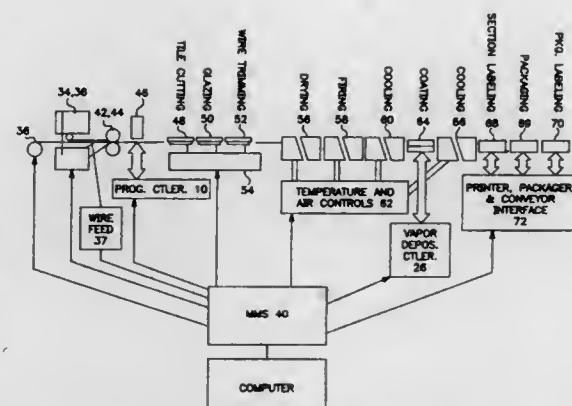 TILE CUTTING
GLAZING
WIRE TRIMMING
DRYING
FIRING
COOLING
COATING
COOLING
SECTION LABELING
PACKAGING
PKG. LABELING
34,36
42,44
46
48
50
52
56
58
60
64
66
68
69
70
36
54
PROG. CTLER. 10
WIRE
FEED
37
TEMPERATURE AND
AIR CONTROLS 62
VAPOR
DEPOS.
CTLER.
26
PRINTER, PACKAGER
& CONVEYOR
INTERFACE
72
MMS 40
COMPUTER